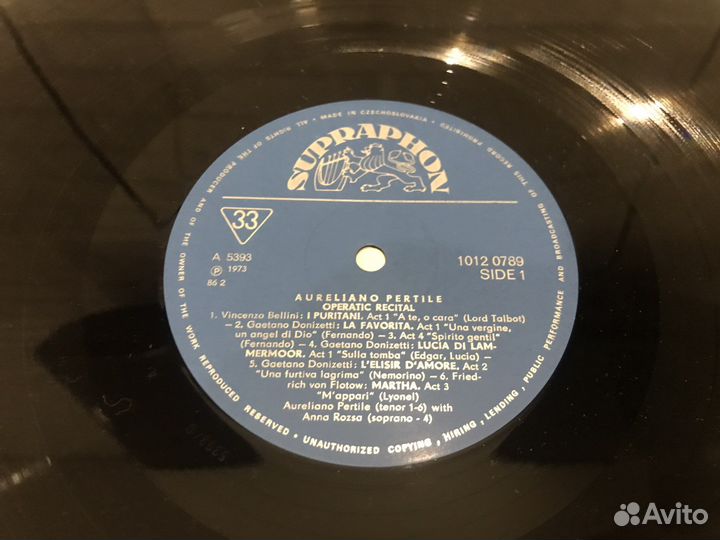 • MADE IN CZECHOSLOVAKIA • ALL RIGHTS OF THE PRODUCER AND OF THE OWNER OF THE WORK REPRODUCED RESERVED • UNAUTHORIZED COPYING, HIRING, LENDING, PUBLIC PERFORMANCE AND BROADCASTING OF THIS RECORD PROHIBITED
SUPRAPHON
33
A 5393
Ⓟ 1973
86 2
1012 0789
SIDE 1
AURELIANO PERTILE
OPERATIC RECITAL
1. Vincenzo Bellini: I PURITANI. Act 1 "A te, o cara" (Lord Talbot)
– 2. Gaetano Donizetti: LA FAVORITA. Act 1 "Una vergine,
un angel di Dio" (Fernando) – 3. Act 4 "Spirito gentil"
(Fernando) – 4. Gaetano Donizetti: LUCIA DI LAM-
MERMOOR. Act 1 "Sulla tomba" (Edgar, Lucia) –
5. Gaetano Donizetti: L'ELISIR D'AMORE. Act 2
"Una furtiva lagrima" (Nemorino) – 6. Fried-
rich von Flotow: MARTHA. Act 3
"M'appari" (Lyonel)
Aureliano Pertile (tenor 1-6) with
Anna Rozsa (soprano - 4)
Avito